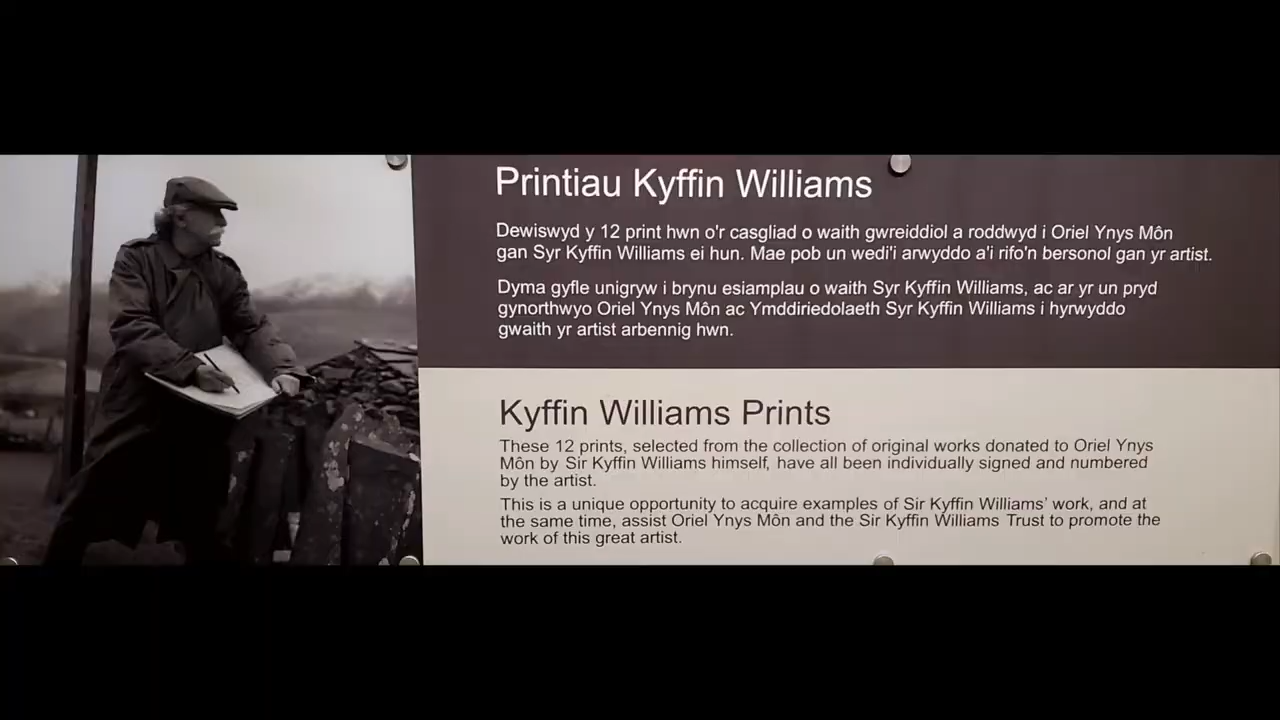 Printiau Kyffin Williams
Dewiswyd y 12 print hwn o'r casgliad o waith gwreiddiol a roddwyd i Oriel Ynys Môn
gan Syr Kyffin Williams ei hun. Mae pob un wedi'i arwyddo a'i rifo'n bersonol gan yr artist.
Dyma gyfle unigryw i brynu esiamplau o waith Syr Kyffin Williams, ac ar yr un pryd
gynorthwyo Oriel Ynys Môn ac Ymddiriedolaeth Syr Kyffin Williams i hyrwyddo
gwaith yr artist arbennig hwn.
Kyffin Williams Prints
These 12 prints, selected from the collection of original works donated to Oriel Ynys
Môn by Sir Kyffin Williams himself, have all been individually signed and numbered
by the artist.
This is a unique opportunity to acquire examples of Sir Kyffin Williams' work, and at
the same time, assist Oriel Ynys Môn and the Sir Kyffin Williams Trust to promote the
work of this great artist.